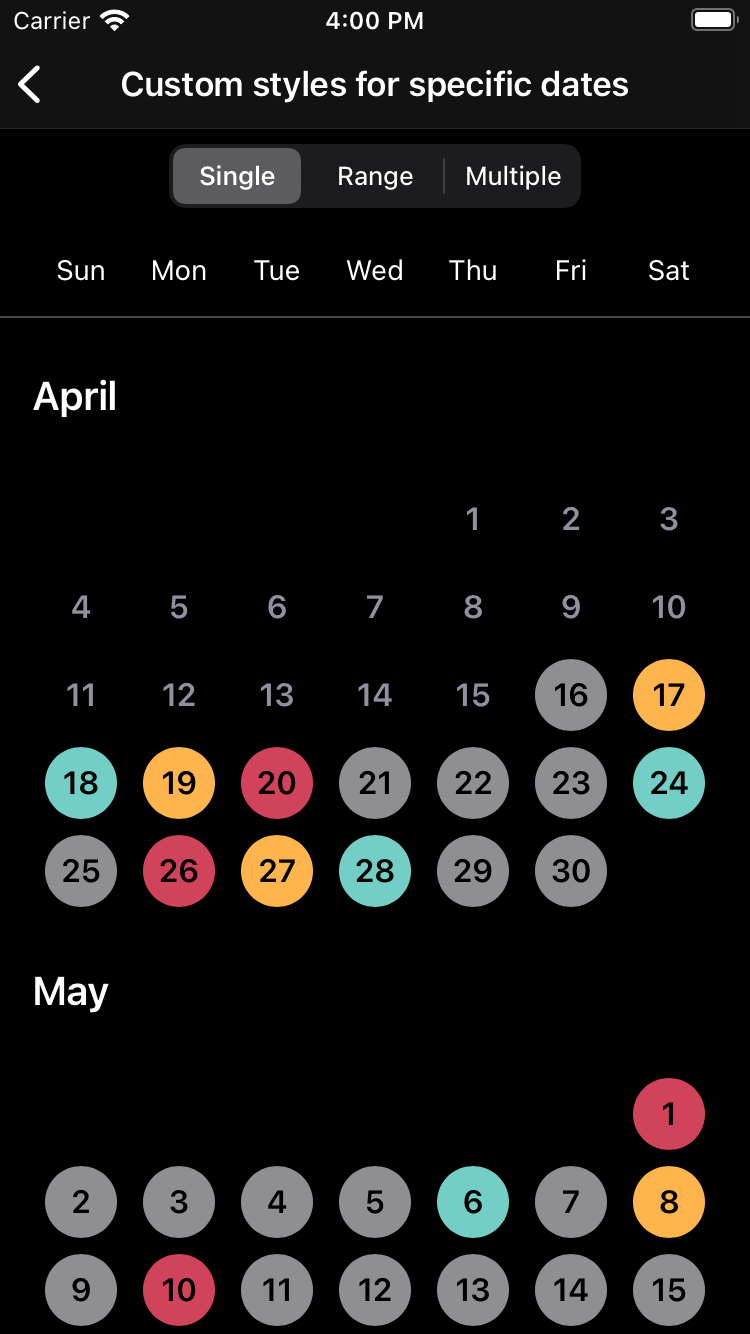 Carrier 4:00 PM
Custom styles for specific dates
Single Range Multiple
Sun Mon Tue Wed Thu Fri Sat
April
1 2 3
4 5 6 7 8 9 10
11 12 13 14 15 16 17
18 19 20 21 22 23 24
25 26 27 28 29 30
May
1
2 3 4 5 6 7 8
9 10 11 12 13 14 15